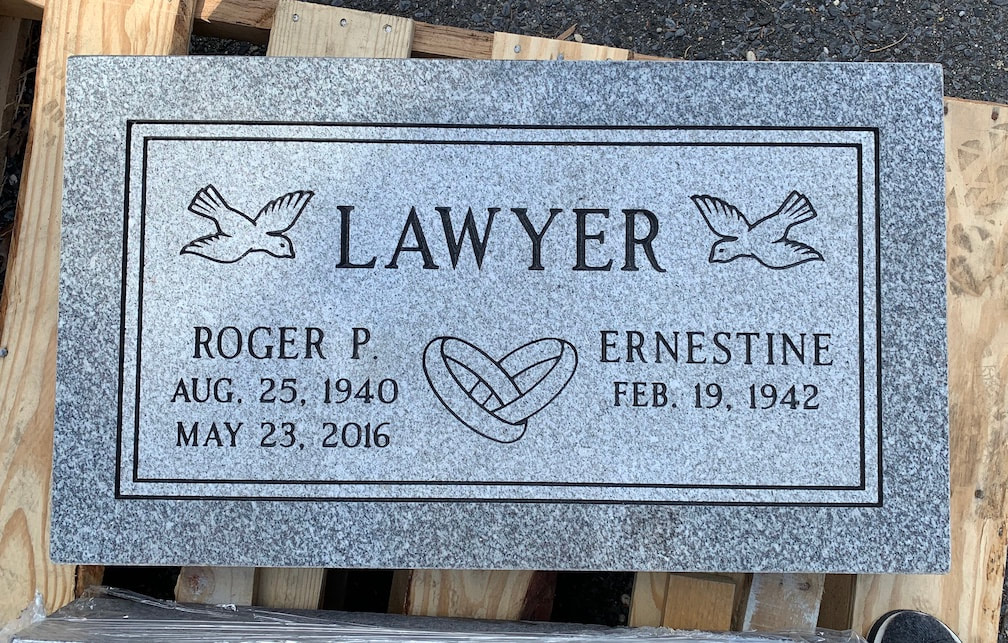 LAWYER
ROGER P.
AUG. 25, 1940
MAY 23, 2016
ERNESTINE
FEB. 19, 1942